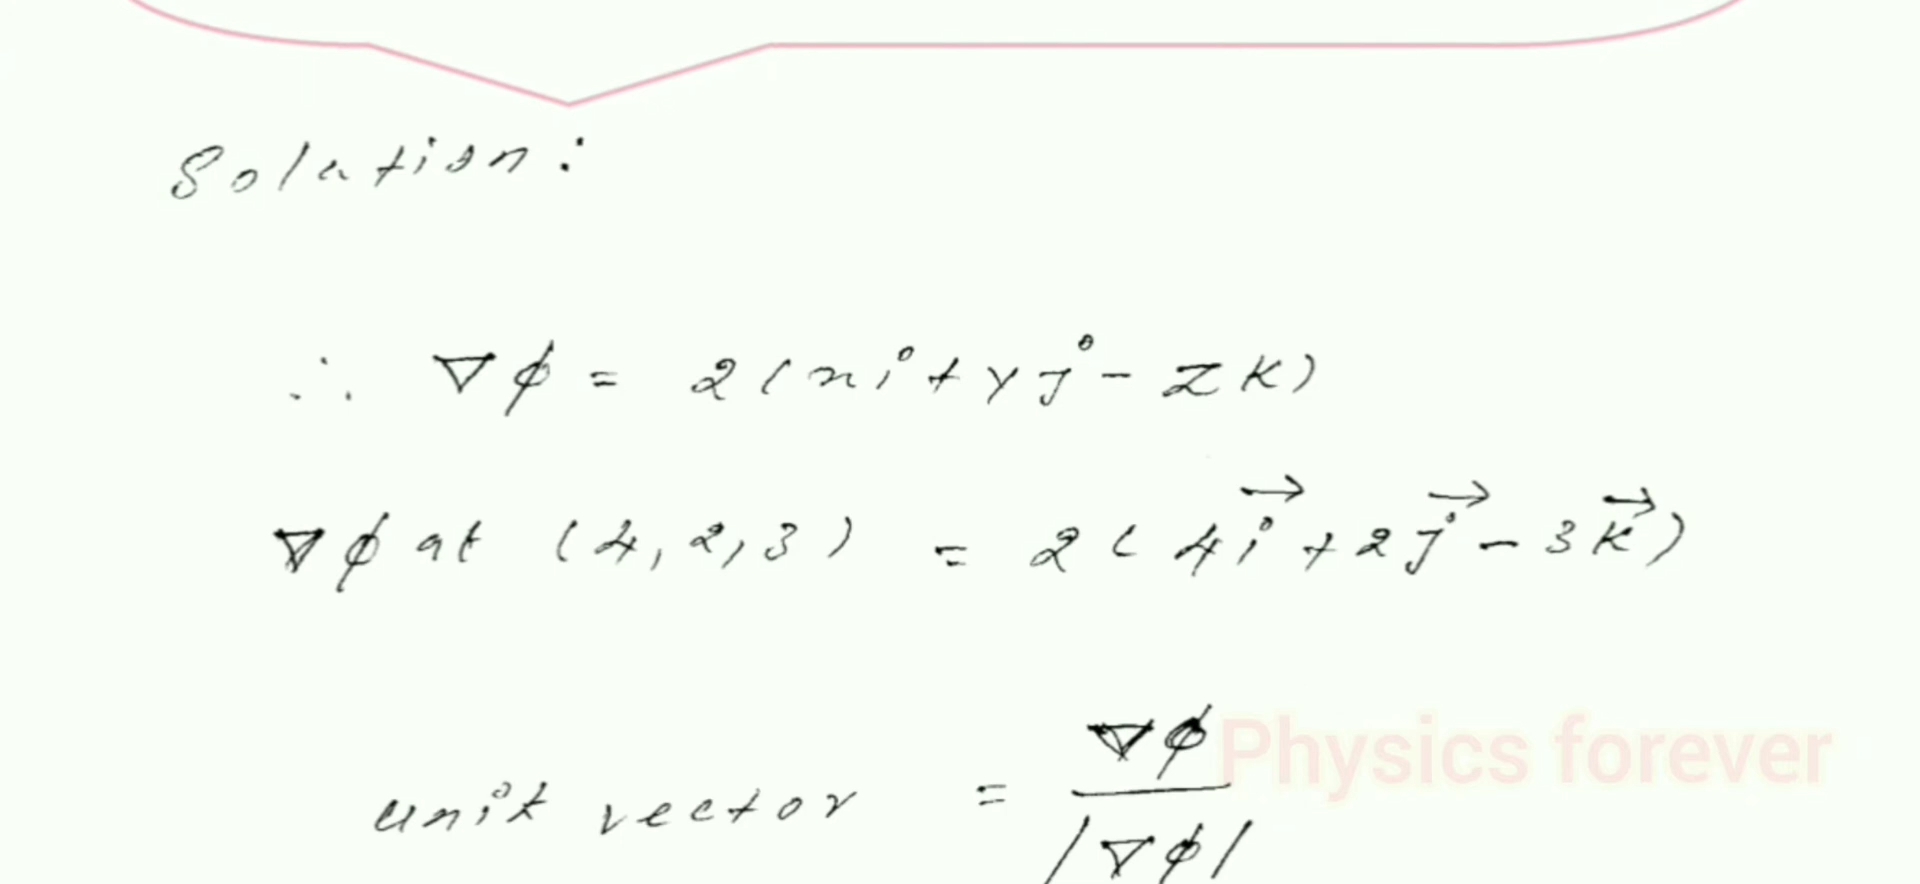 Solution:
∴ ∇φ = 2(xi + yj - zk)
∇φ at (4,2,3) = 2(4i⃗ + 2j⃗ - 3k⃗)
∇φ
Physics forever
unit vector =
|∇φ|